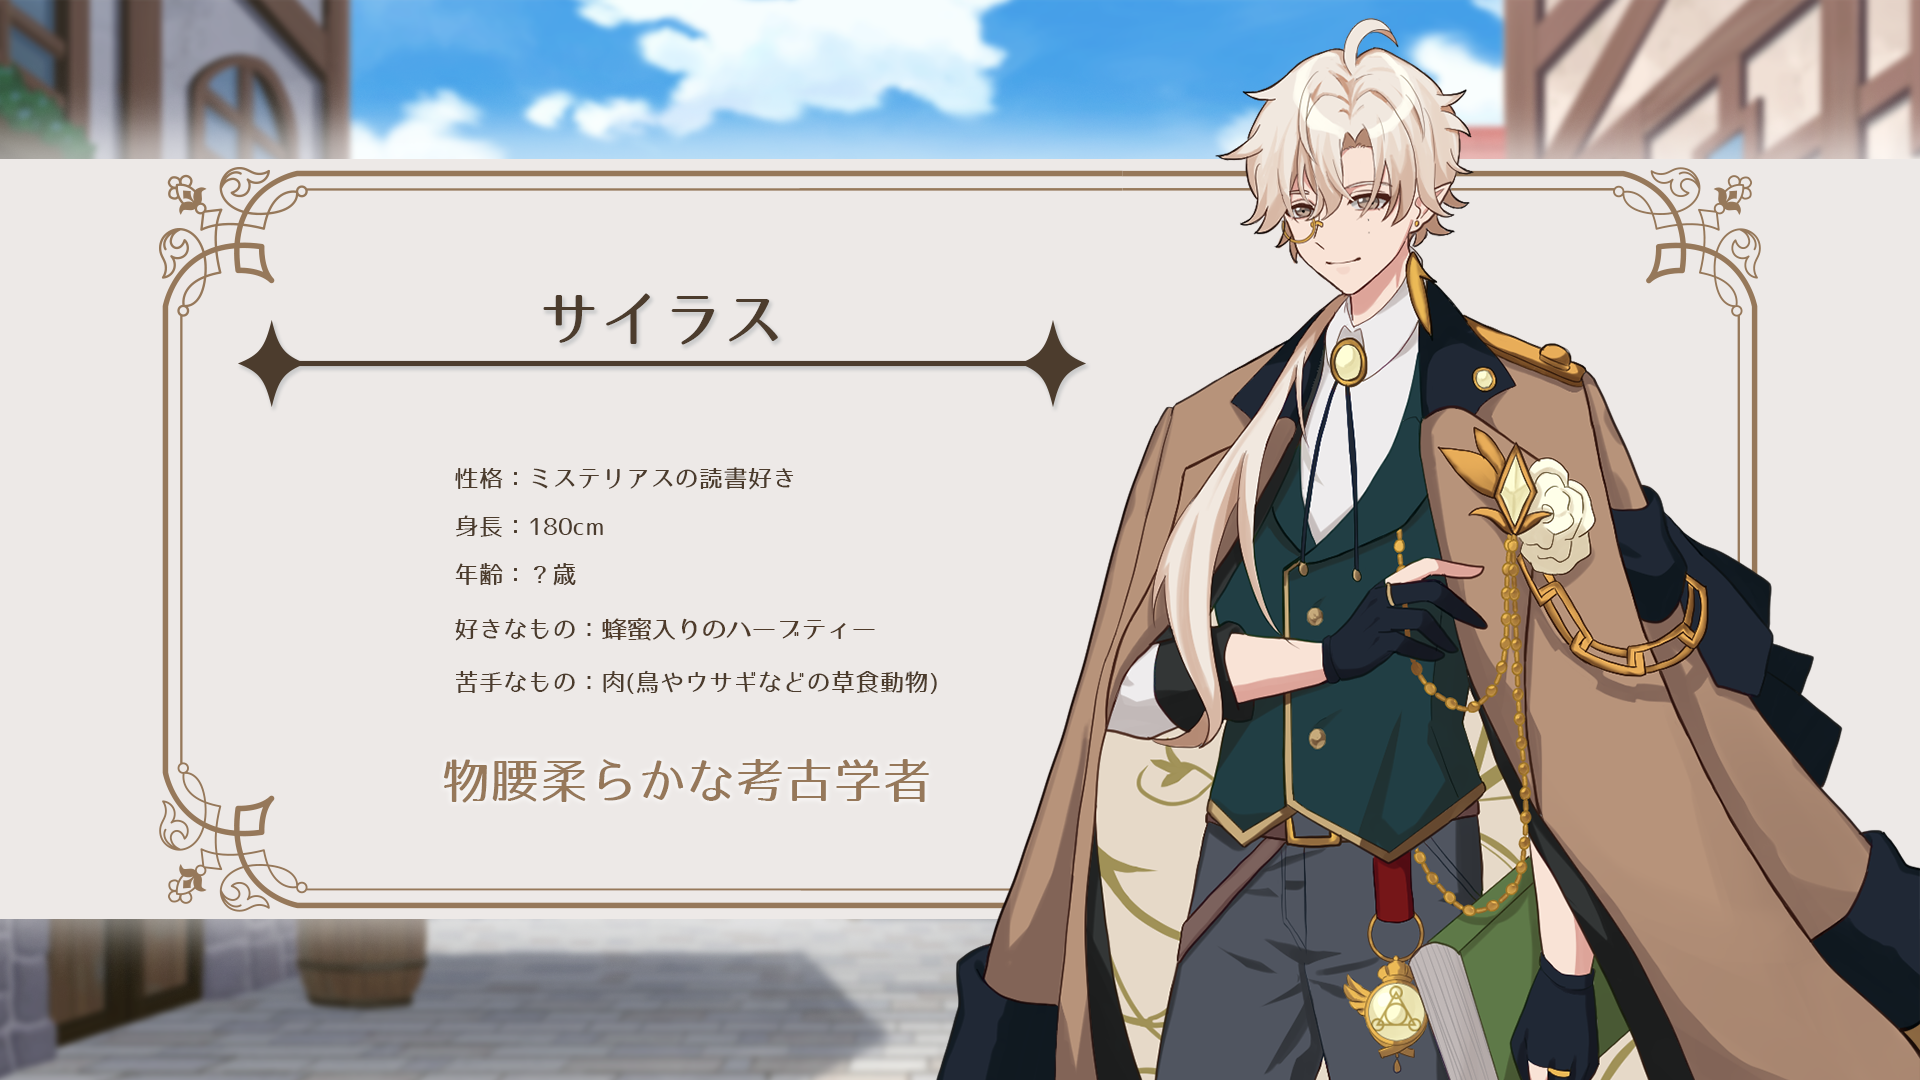 サイラス
性格：ミステリアスの読書好き
身長：180cm
年齢：？歳
好きなもの：蜂蜜入りのハーブティー
苦手なもの：肉(鳥やウサギなどの草食動物)
物腰柔らかな考古学者